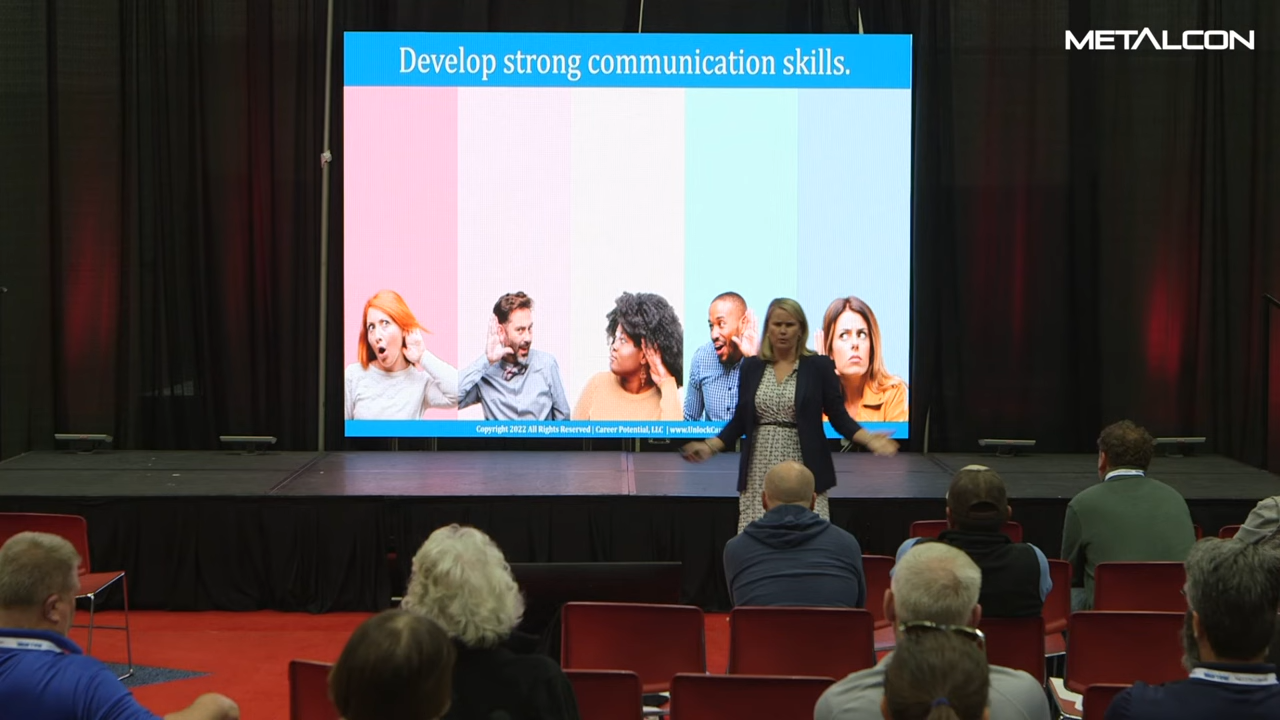 METALCON
Develop strong communication skills.
Copyright 2022 All Rights Reserved | Career Potential, LLC |